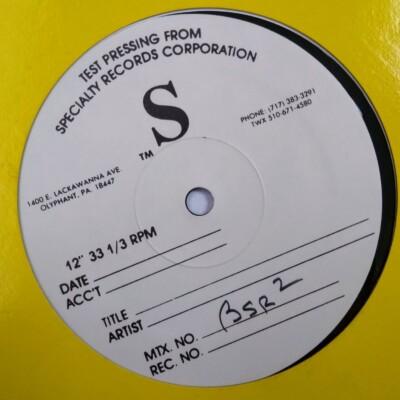 TEST PRESSING FROM
SPECIALTY RECORDS CORPORATION
S
TM
1400 E. LACKAWANNA AVE.
OLYPHANT, PA. 18447
PHONE: (717) 383-3291
TWX 510-671-4580
12" 33 1/3 RPM
DATE
ACC'T
TITLE
ARTIST
MTX. NO. BSR 2
REC. NO.